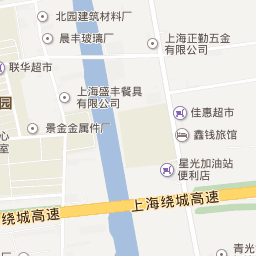 北园建筑材料厂
晨丰玻璃厂
上海正勤五金
有限公司
联华超市
上海盛丰餐具
有限公司
园
佳惠超市
景金金属件厂
鑫钱旅馆
心
室
星光加油站
便利店
上海绕城高速
绕城高速
青光